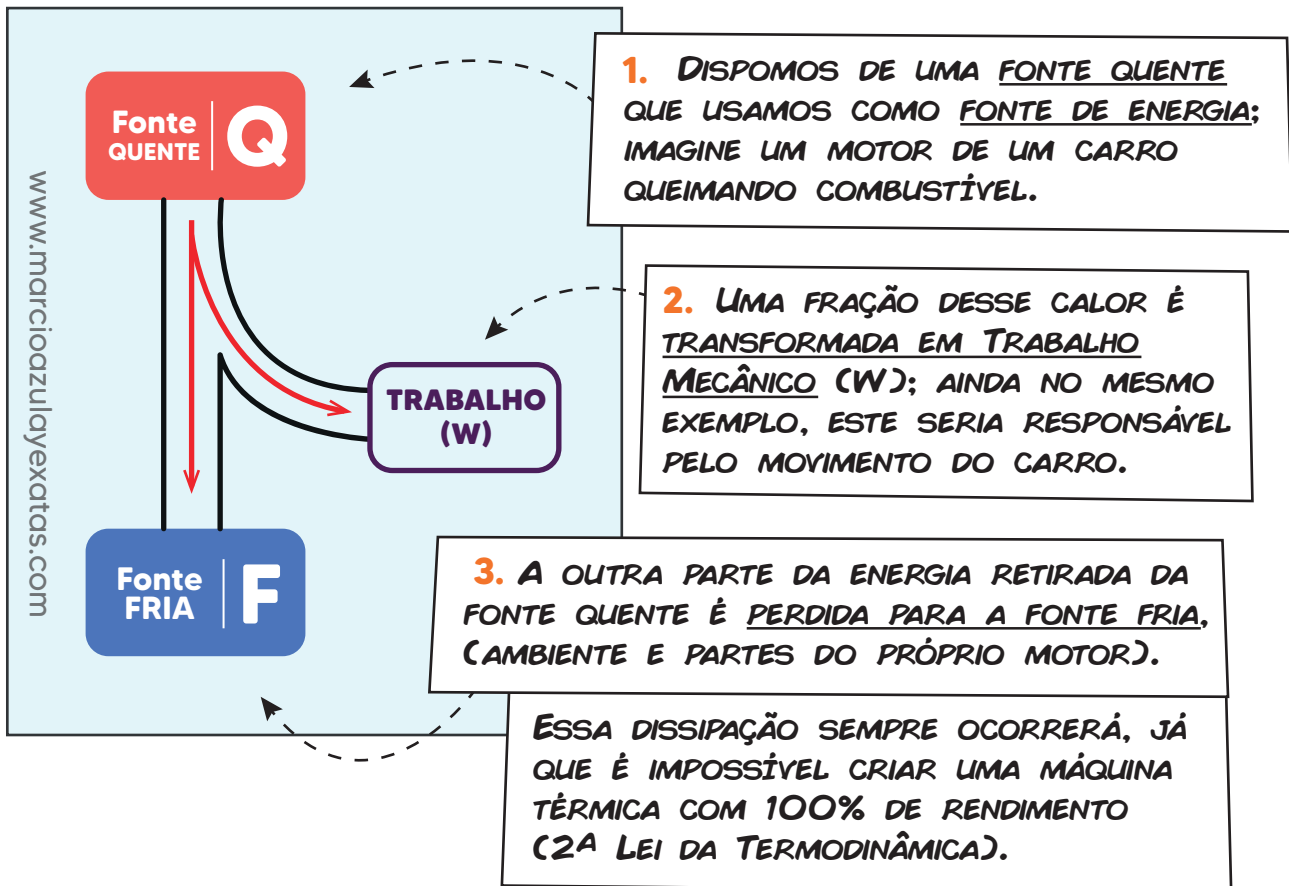 www.marcioazulayexatas.com
Fonte
QUENTE
Q
TRABALHO
(W)
Fonte
FRIA
F
1. DISPOMOS DE UMA FONTE QUENTE
QUE USAMOS COMO FONTE DE ENERGIA;
IMAGINE UM MOTOR DE UM CARRO
QUEIMANDO COMBUSTÍVEL.
2. UMA FRAÇÃO DESSE CALOR É
TRANSFORMADA EM TRABALHO
MECÂNICO (W); AINDA NO MESMO
EXEMPLO, ESTE SERIA RESPONSÁVEL
PELO MOVIMENTO DO CARRO.
3. A OUTRA PARTE DA ENERGIA RETIRADA DA
FONTE QUENTE É PERDIDA PARA A FONTE FRIA,
(AMBIENTE E PARTES DO PRÓPRIO MOTOR).
ESSA DISSIPAÇÃO SEMPRE OCORRERÁ, JÁ
QUE É IMPOSSÍVEL CRIAR UMA MÁQUINA
TÉRMICA COM 100% DE RENDIMENTO
(2ª LEI DA TERMODINÂMICA).